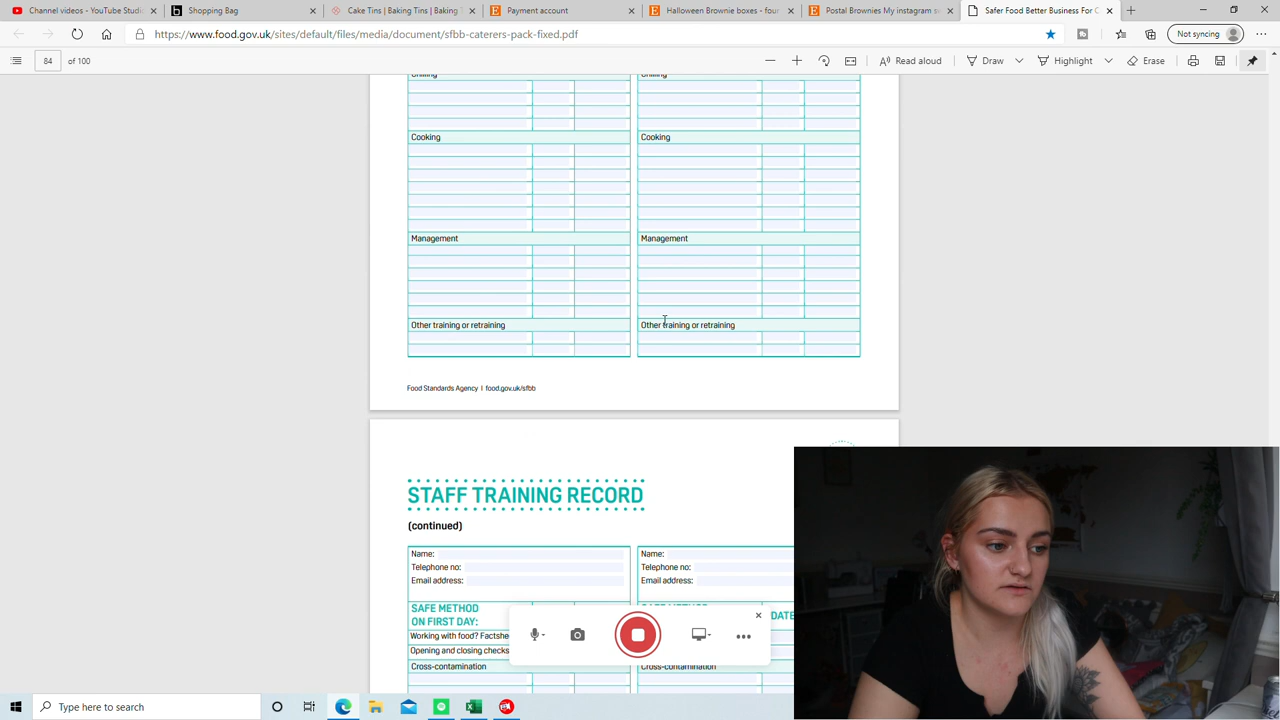 Channel videos - YouTube Studi
Shopping Bag
Cake Tins | Baking Tins | Baking T
Payment account
Halloween Brownie boxes - four
Postal Brownies My instagram s
Safer Food Better Business For C
https://www.food.gov.uk/sites/default/files/media/document/sfbb-caterers-pack-fixed.pdf
Not syncing
84 of 100
Read aloud
Draw
Highlight
Erase
Chilling Chilling
Cooking Cooking
Management Management
Other training or retraining Other training or retraining
Food Standards Agency | food.gov.uk/sfbb
STAFF TRAINING RECORD
(continued)
Name: Name:
Telephone no: Telephone no:
Email address: Email address:
SAFE METHOD
ON FIRST DAY: DATE
Working with food? Factshe
Opening and closing checks
Cross-contamination Cross-contamination
Type here to search